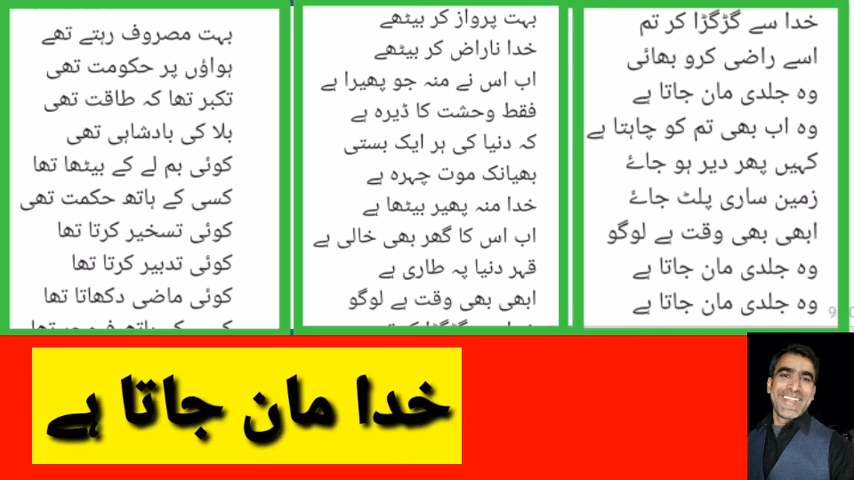 بہت مصروف رہتے تھے
ہواؤں پر حکومت تھی
تکبر تھا کہ طاقت تھی
بلا کی بادشاہی تھی
کوئی بم لے کے بیٹھا تھا
کسی کے ہاتھ حکمت تھی
کوئی تسخیر کرتا تھا
کوئی تدبیر کرتا تھا
کوئی ماضی دکھاتا تھا
بہت پرواز کر بیٹھے
خدا ناراض کر بیٹھے
اب اس نے منہ جو پھیرا ہے
فقط وحشت کا ڈیرہ ہے
کہ دنیا کی ہر ایک بستی
بھیانک موت چہرہ ہے
خدا منہ پھیر بیٹھا ہے
اب اس کا گھر بھی خالی ہے
قہر دنیا پہ طاری ہے
ابھی بھی وقت ہے لوگو
خدا سے گڑگڑا کر تم
اسے راضی کرو بھائی
وہ جلدی مان جاتا ہے
وہ اب بھی تم کو چاہتا ہے
کہیں پھر دیر ہو جاۓ
زمین ساری پلٹ جاۓ
ابھی بھی وقت ہے لوگو
وہ جلدی مان جاتا ہے
وہ جلدی مان جاتا ہے
خدا مان جاتا ہے